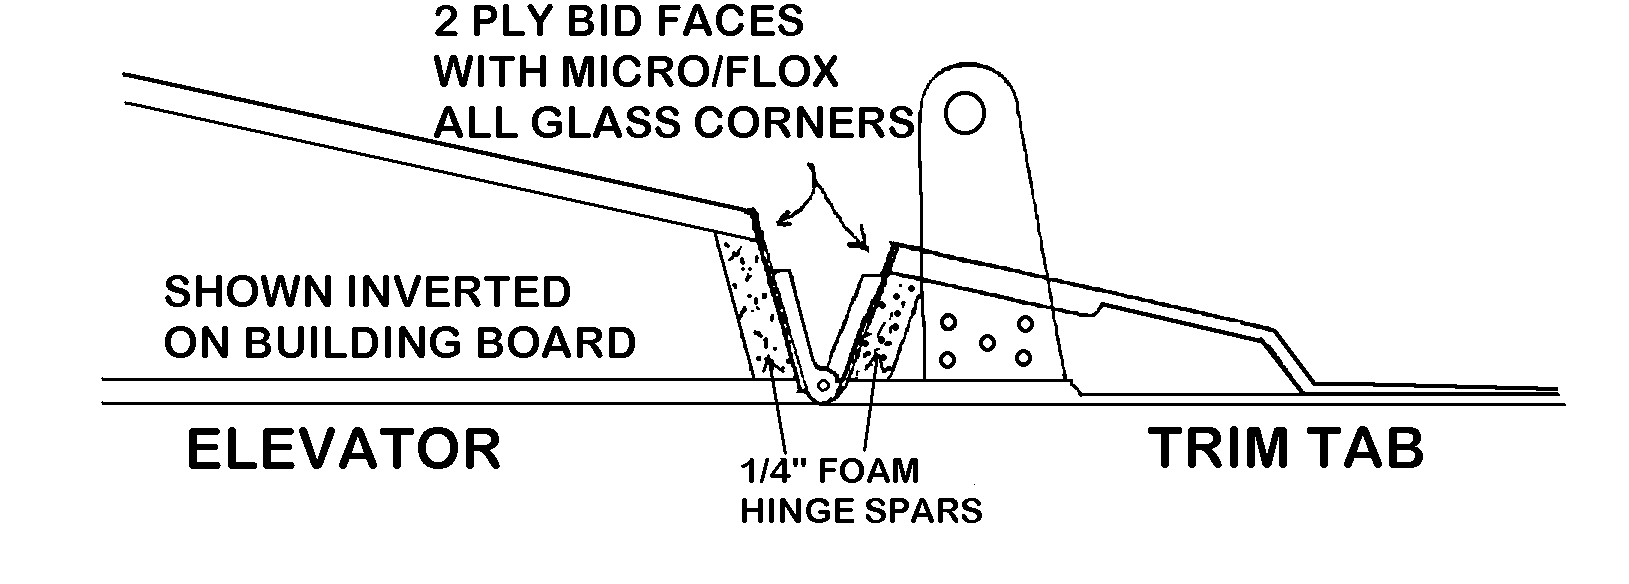 2 PLY BID FACES
WITH MICRO/FLOX
ALL GLASS CORNERS
SHOWN INVERTED
ON BUILDING BOARD
ELEVATOR
TRIM TAB
1/4" FOAM
HINGE SPARS